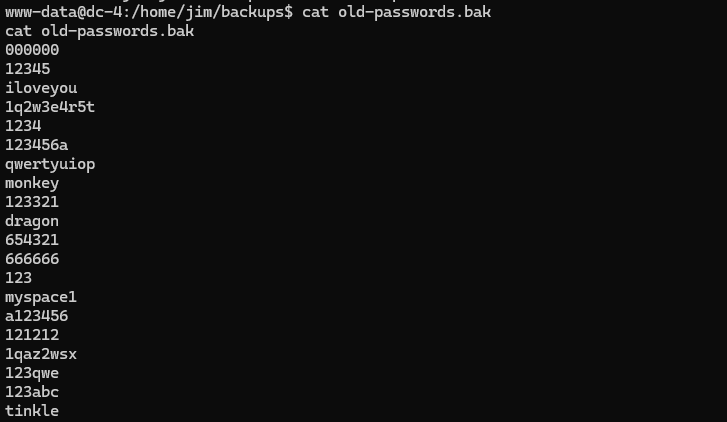 www-data@dc-4:/home/jim/backups$ cat old-passwords.bak
cat old-passwords.bak
000000
12345
iloveyou
1q2w3e4r5t
1234
123456a
qwertyuiop
monkey
123321
dragon
654321
666666
123
myspace1
a123456
121212
1qaz2wsx
123qwe
123abc
tinkle